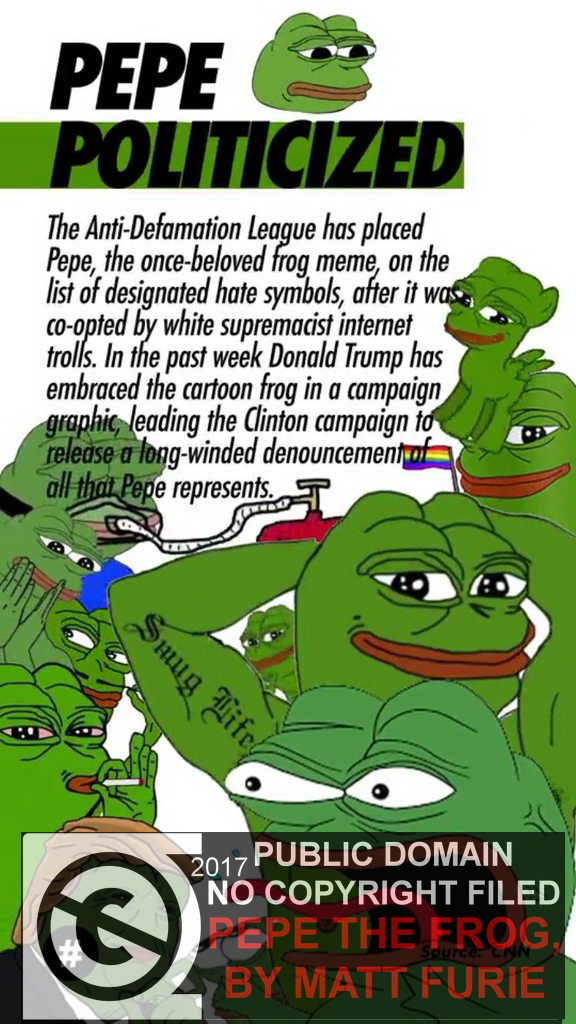 PEPE
POLITICIZED
The Anti-Defamation League has placed
Pepe, the once-beloved frog meme, on the
list of designated hate symbols, after it was
co-opted by white supremacist internet
trolls. In the past week Donald Trump has
embraced the cartoon frog in a campaign
graphic, leading the Clinton campaign to
release a long-winded denouncement of
all that Pepe represents.
Smug Life
2017 PUBLIC DOMAIN
NO COPYRIGHT FILED
PEPE THE FROG,
Source: CNN
BY MATT FURIE
C
#